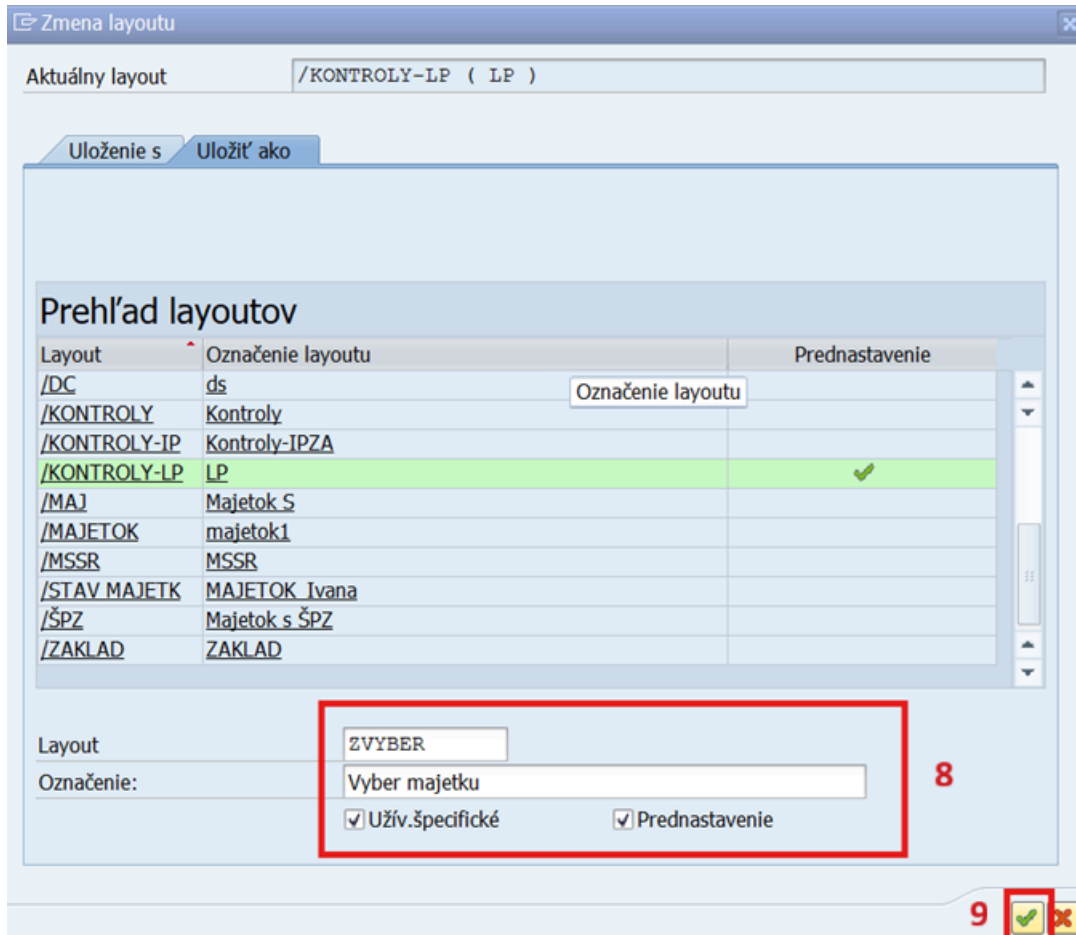 Zmena layoutu
Aktuálny layout /KONTROLY-LP ( LP )
Uloženie s Uložiť ako
Prehľad layoutov
Layout Označenie layoutu Prednastavenie
/DC ds
Označenie layoutu
/KONTROLY Kontroly
/KONTROLY-IP Kontroly-IPZA
/KONTROLY-LP LP
/MAJ Majetok S
/MAJETOK majetok1
/MSSR MSSR
/STAV MAJETK MAJETOK Ivana
/ŠPZ Majetok s ŠPZ
/ZAKLAD ZAKLAD
Layout ZVYBER
Označenie: Vyber majetku
8
Užív.špecifické Prednastavenie
9